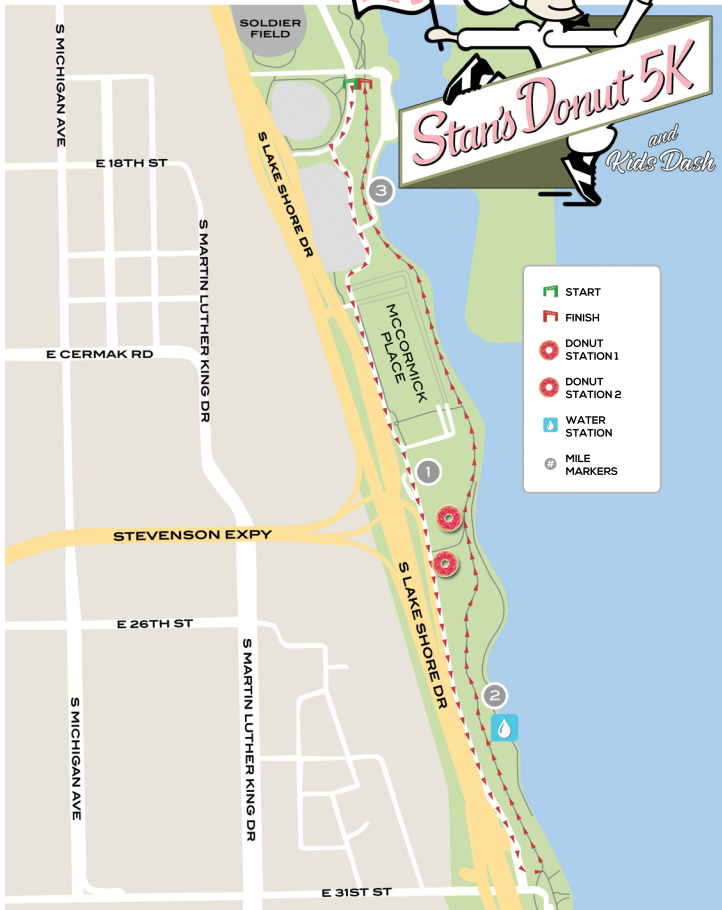 SOLDIER
FIELD
Stan's Donut 5K
and
Kids Dash
S MICHIGAN AVE
E 18TH ST
S LAKE SHORE DR
3
S MARTIN LUTHER KING DR
START
FINISH
DONUT
STATION 1
DONUT
STATION 2
WATER
STATION
#
MILE
MARKERS
MCCORMICK
PLACE
E CERMAK RD
1
STEVENSON EXPY
S LAKE SHORE DR
E 26TH ST
S MARTIN LUTHER KING DR
2
S MICHIGAN AVE
E 31ST ST